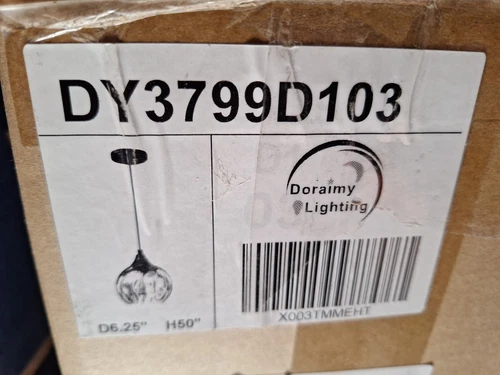 DY3799D103
Doraimy
Lighting
D6.25" H50"
X003TMMEHT